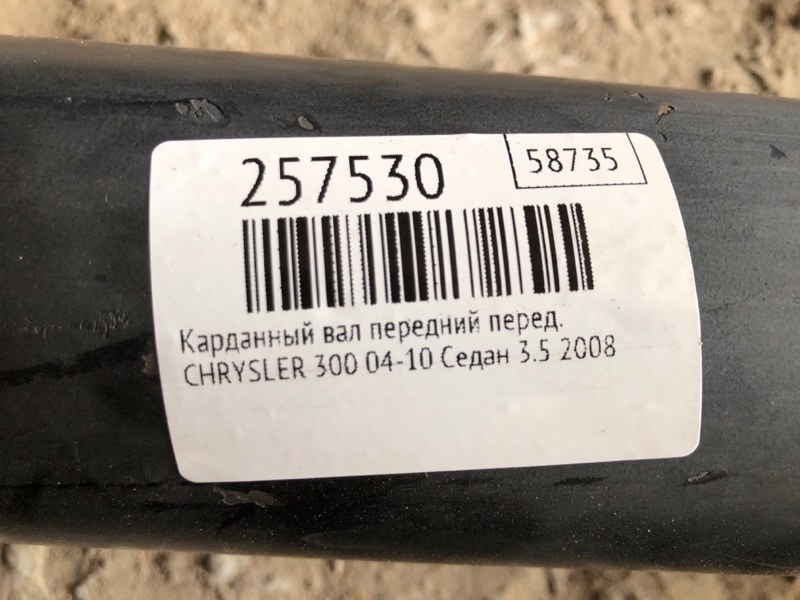 257530
58735
Карданный вал передний перед.
CHRYSLER 300 04-10 Седан 3.5 2008